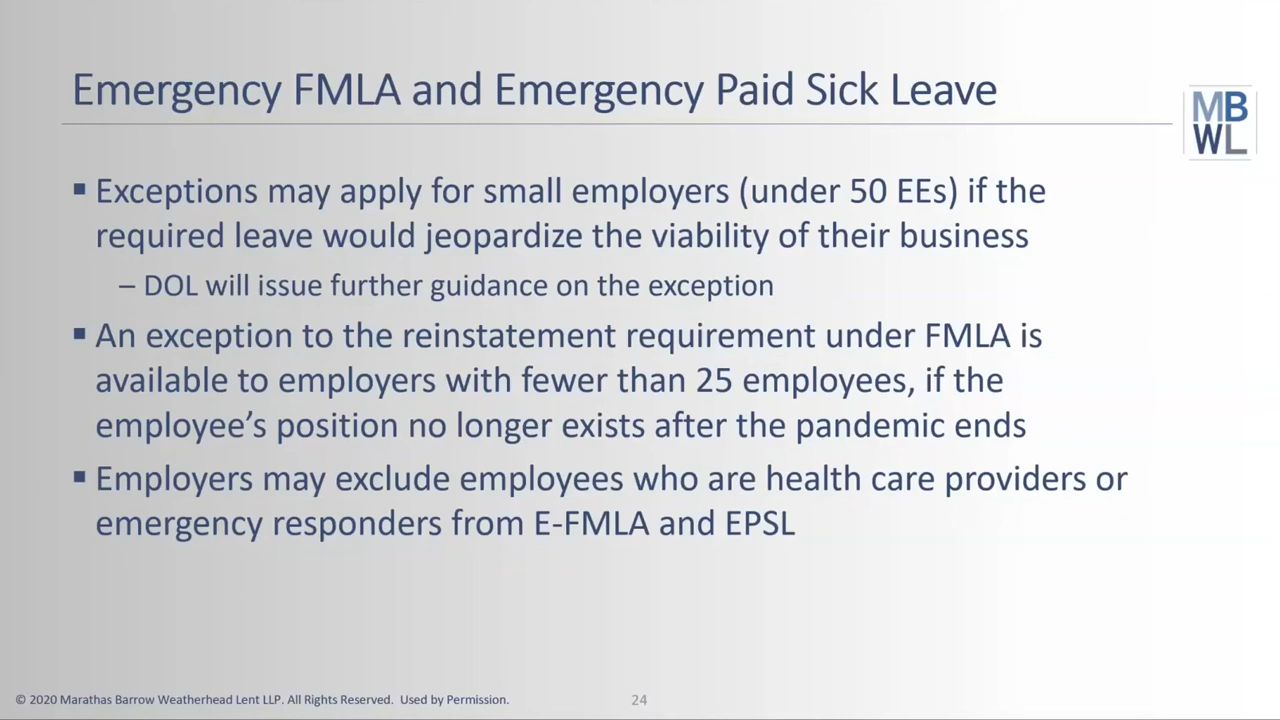 Emergency FMLA and Emergency Paid Sick Leave
MB
WL
▪ Exceptions may apply for small employers (under 50 EEs) if the
required leave would jeopardize the viability of their business
– DOL will issue further guidance on the exception
▪ An exception to the reinstatement requirement under FMLA is
available to employers with fewer than 25 employees, if the
employee’s position no longer exists after the pandemic ends
▪ Employers may exclude employees who are health care providers or
emergency responders from E-FMLA and EPSL
© 2020 Marathas Barrow Weatherhead Lent LLP. All Rights Reserved.  Used by Permission.
24